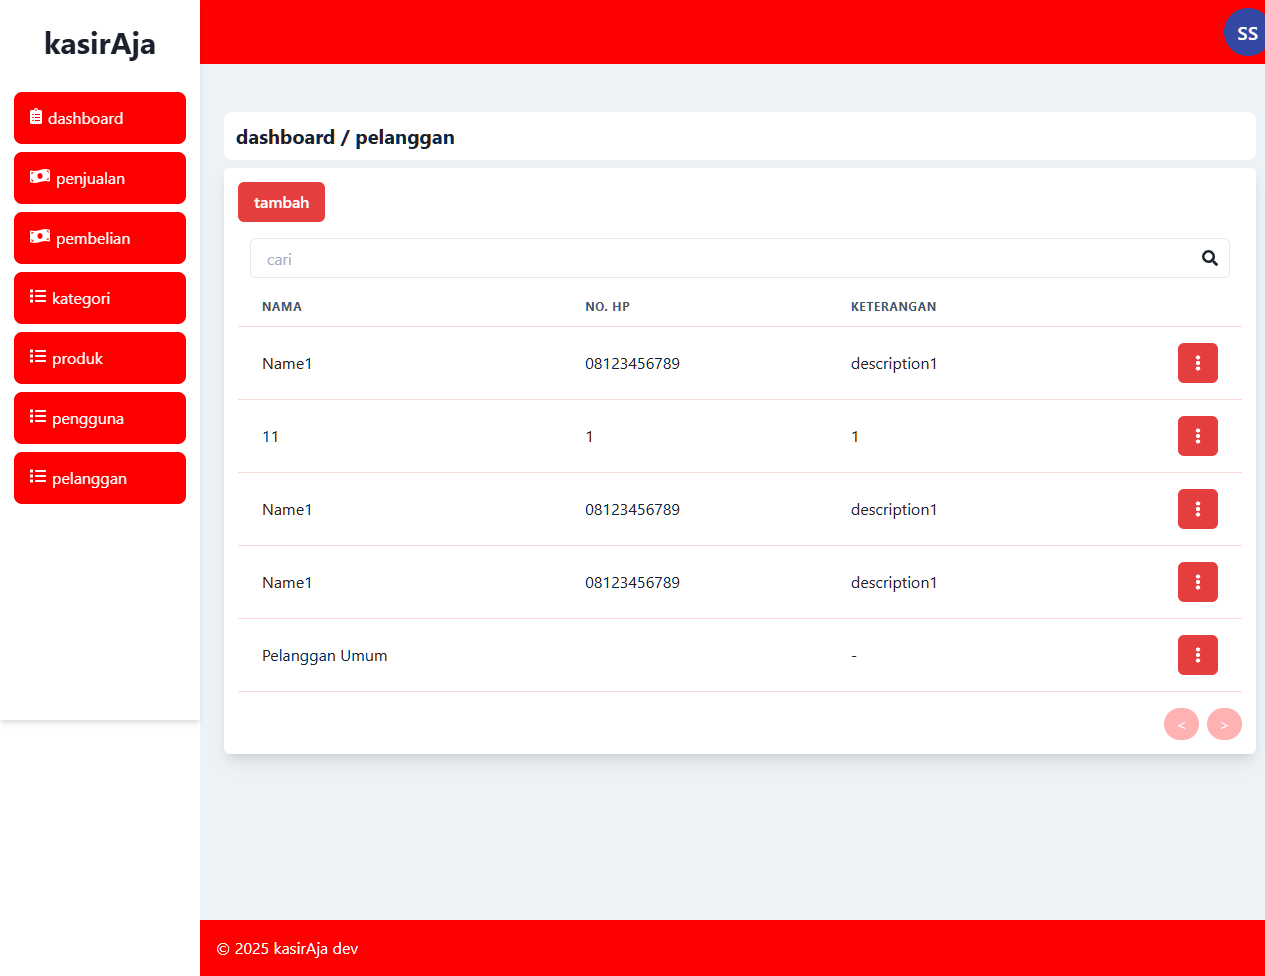 kasirAja
SS
dashboard
penjualan
pembelian
kategori
produk
pengguna
pelanggan
dashboard / pelanggan
tambah
cari
NAMA NO. HP KETERANGAN
Name1 08123456789 description1
11 1 1
Name1 08123456789 description1
Name1 08123456789 description1
Pelanggan Umum -
< >
© 2025 kasirAja dev